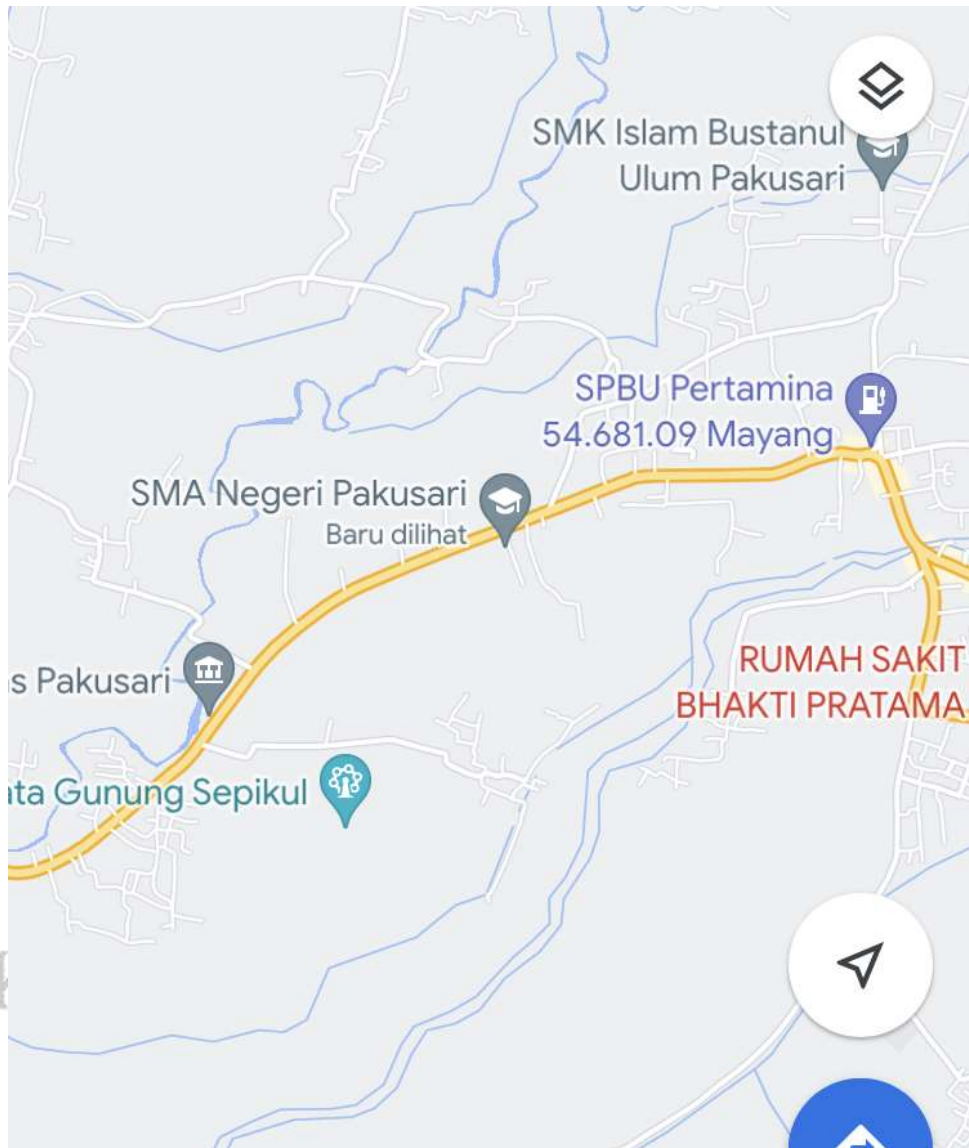 SMK Islam Bustanul
Ulum Pakusari
SPBU Pertamina
54.681.09 Mayang
SMA Negeri Pakusari
Baru dilihat
RUMAH SAKIT
BHAKTI PRATAMA
s Pakusari
ata Gunung Sepikul